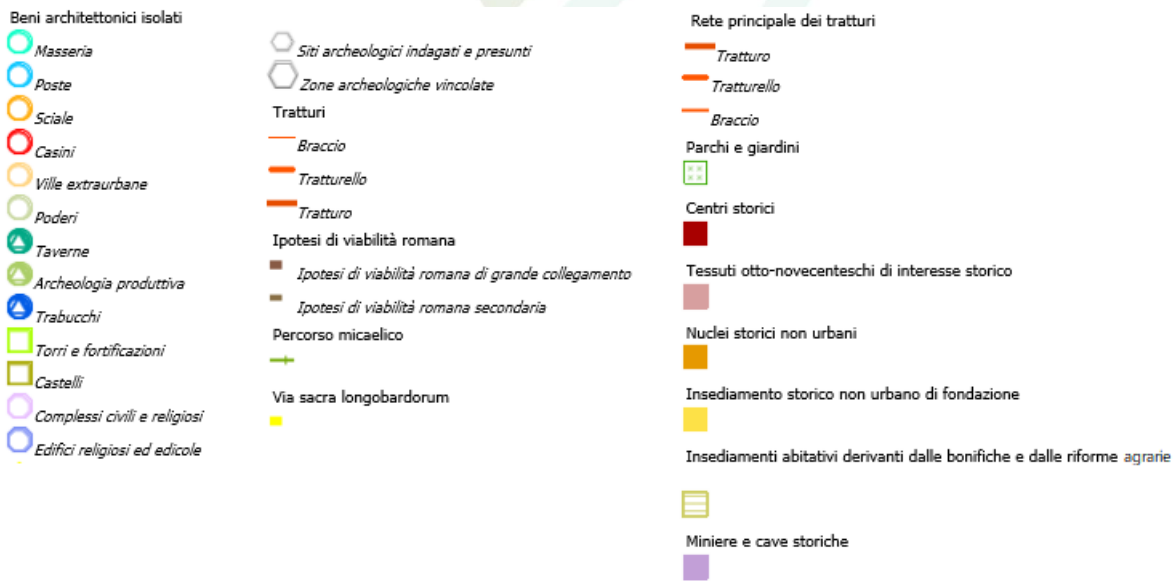 Beni architettonici isolati
Masseria
Poste
Sciale
Casini
Ville extraurbane
Poderi
Taverne
Archeologia produttiva
Trabucchi
Torri e fortificazioni
Castelli
Complessi civili e religiosi
Edifici religiosi ed edicole
Siti archeologici indagati e presunti
Zone archeologiche vincolate
Tratturi
Braccio
Tratturello
Tratturo
Ipotesi di viabilità romana
Ipotesi di viabilità romana di grande collegamento
Ipotesi di viabilità romana secondaria
Percorso micaelico
Via sacra longobardorum
Rete principale dei tratturi
Tratturo
Tratturello
Braccio
Parchi e giardini
Centri storici
Tessuti otto-novecenteschi di interesse storico
Nuclei storici non urbani
Insediamento storico non urbano di fondazione
Insediamenti abitativi derivanti dalle bonifiche e dalle riforme agrarie
Miniere e cave storiche